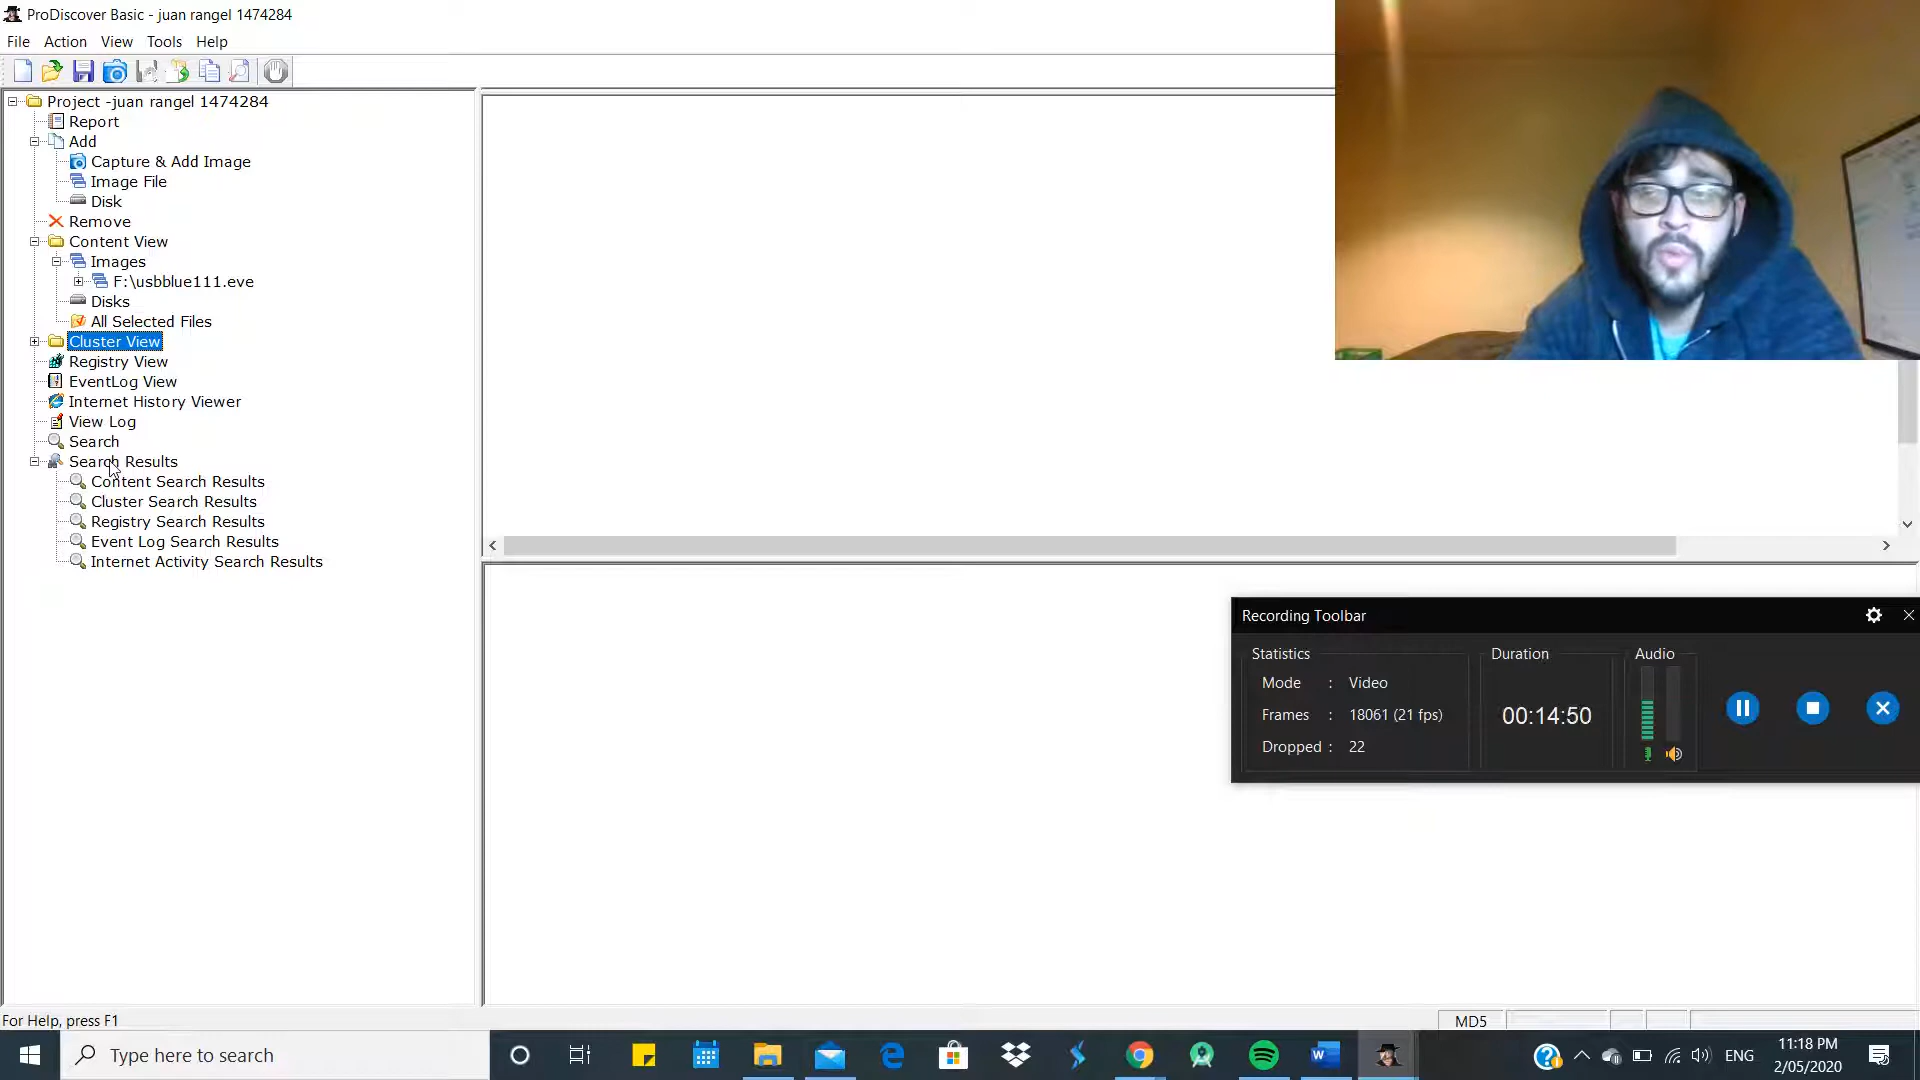 ProDiscover Basic - juan rangel 1474284
File Action View Tools Help
Project -juan rangel 1474284
Report
Add
Capture & Add Image
Image File
Disk
Remove
Content View
Images
F:\usbblue111.eve
Disks
All Selected Files
Cluster View
Registry View
EventLog View
Internet History Viewer
View Log
Search
Search Results
Content Search Results
Cluster Search Results
Registry Search Results
Event Log Search Results
Internet Activity Search Results
Recording Toolbar
Statistics
Mode : Video
Frames : 18061 (21 fps)
Dropped : 22
Duration
00:14:50
Audio
For Help, press F1
MD5
Type here to search
ENG
11:18 PM
2/05/2020